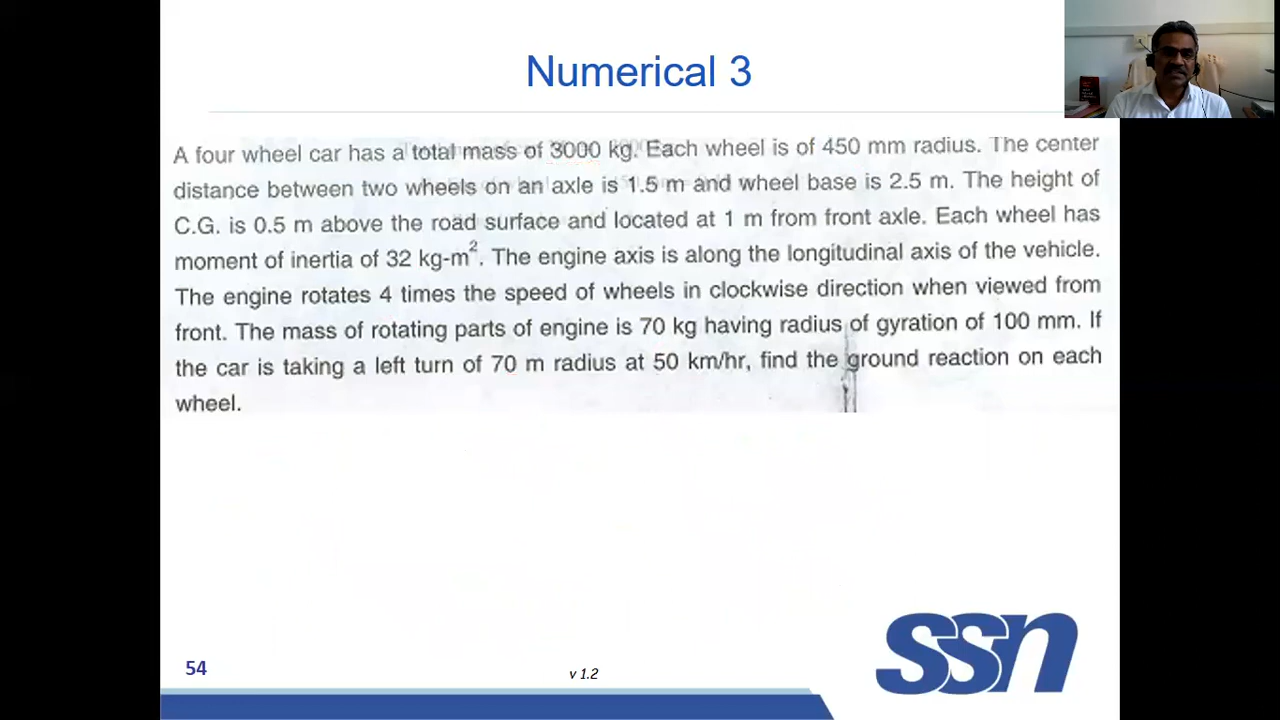 Numerical 3
A four wheel car has a total mass of 3000 kg. Each wheel is of 450 mm radius. The center
distance between two wheels on an axle is 1.5 m and wheel base is 2.5 m. The height of
C.G. is 0.5 m above the road surface and located at 1 m from front axle. Each wheel has
moment of inertia of 32 kg-m². The engine axis is along the longitudinal axis of the vehicle.
The engine rotates 4 times the speed of wheels in clockwise direction when viewed from
front. The mass of rotating parts of engine is 70 kg having radius of gyration of 100 mm. If
the car is taking a left turn of 70 m radius at 50 km/hr, find the ground reaction on each
wheel.
54
v 1.2
ssn